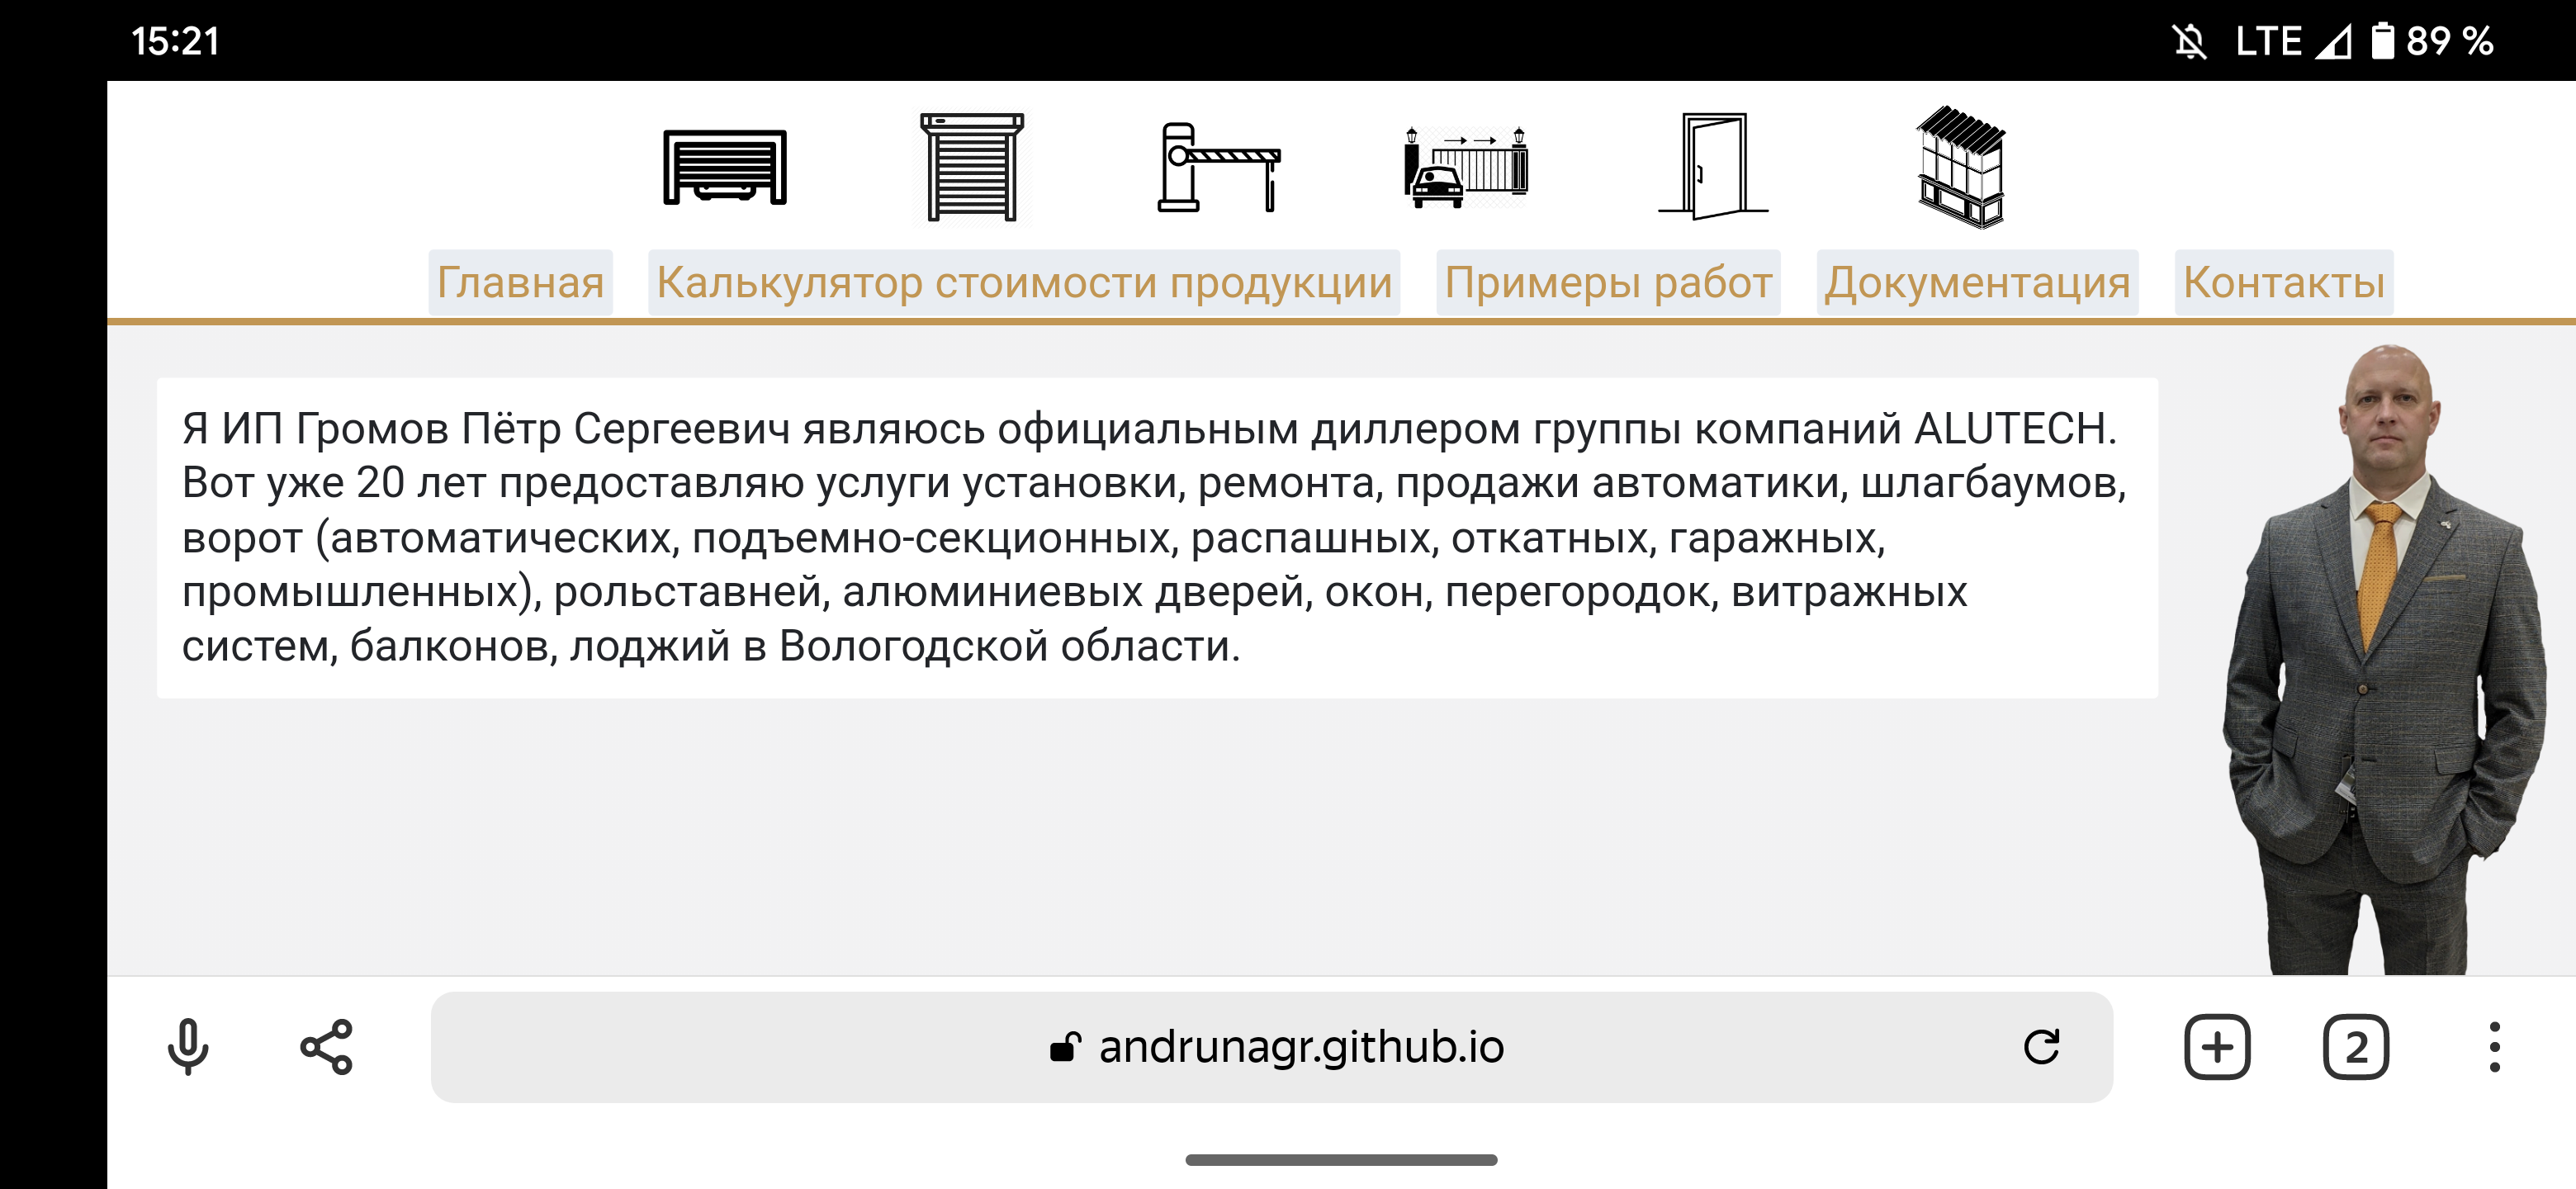 15:21
LTE 89 %
Главная Калькулятор стоимости продукции Примеры работ Документация Контакты
Я ИП Громов Пётр Сергеевич являюсь официальным диллером группы компаний ALUTECH.
Вот уже 20 лет предоставляю услуги установки, ремонта, продажи автоматики, шлагбаумов,
ворот (автоматических, подъемно-секционных, распашных, откатных, гаражных,
промышленных), рольставней, алюминиевых дверей, окон, перегородок, витражных
систем, балконов, лоджий в Вологодской области.
andrunagr.github.io
2